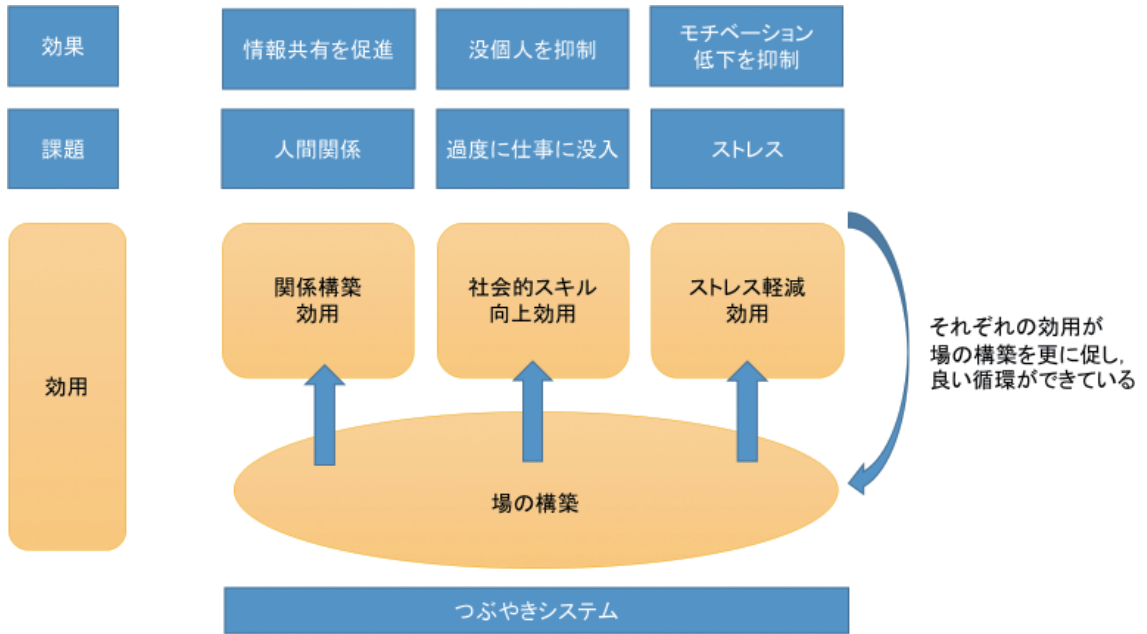 効果
情報共有を促進
没個人を抑制
モチベーション
低下を抑制
課題
人間関係
過度に仕事に没入
ストレス
効用
関係構築
効用
社会的スキル
向上効用
ストレス軽減
効用
それぞれの効用が
場の構築を更に促し,
良い循環ができている
場の構築
つぶやきシステム